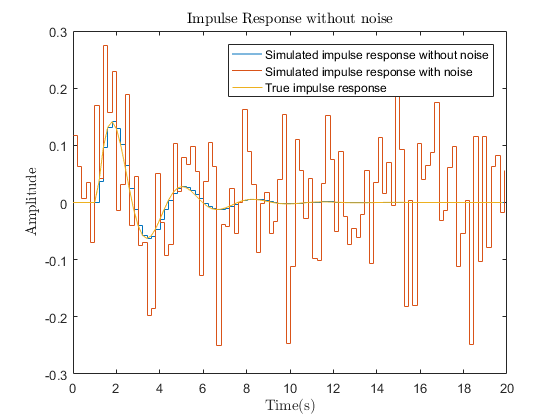 Impulse Response without noise
Simulated impulse response without noise
Simulated impulse response with noise
True impulse response
0.3
0.2
0.1
0
-0.1
-0.2
-0.3
Amplitude
0 2 4 6 8 10 12 14 16 18 20
Time(s)